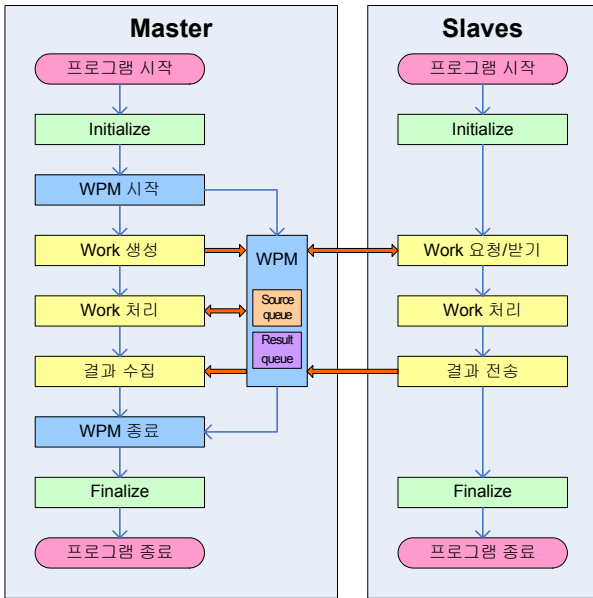 Master
프로그램 시작
Initialize
WPM 시작
Work 생성
Work 처리
결과 수집
WPM 종료
Finalize
프로그램 종료
WPM
Source
queue
Result
queue
Slaves
프로그램 시작
Initialize
Work 요청/받기
Work 처리
결과 전송
Finalize
프로그램 종료